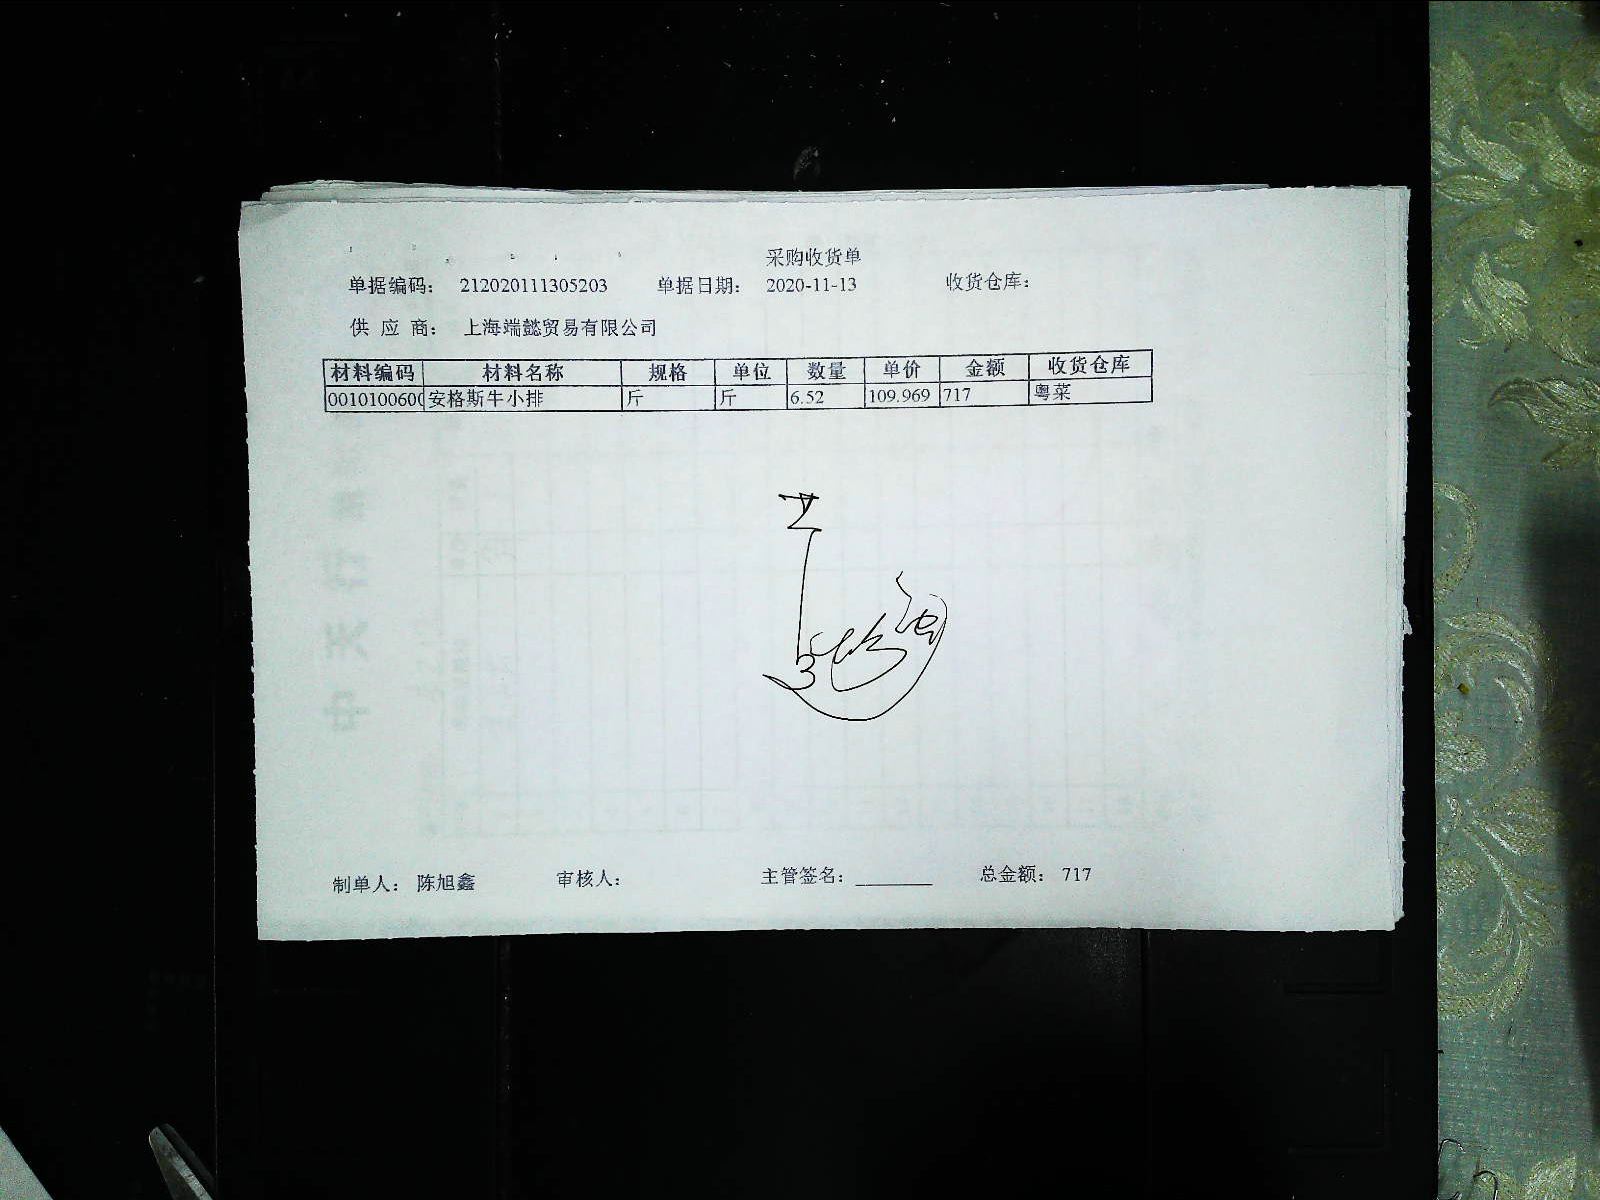 采购收货单
单据编码： 212020111305203 单据日期： 2020-11-13 收货仓库：
供 应 商： 上海端懿贸易有限公司
材料编码 材料名称 规格 单位 数量 单价 金额 收货仓库
0010100600 安格斯牛小排 斤 斤 6.52 109.969 717 粤菜
制单人： 陈旭鑫 审核人： 主管签名： ________ 总金额： 717